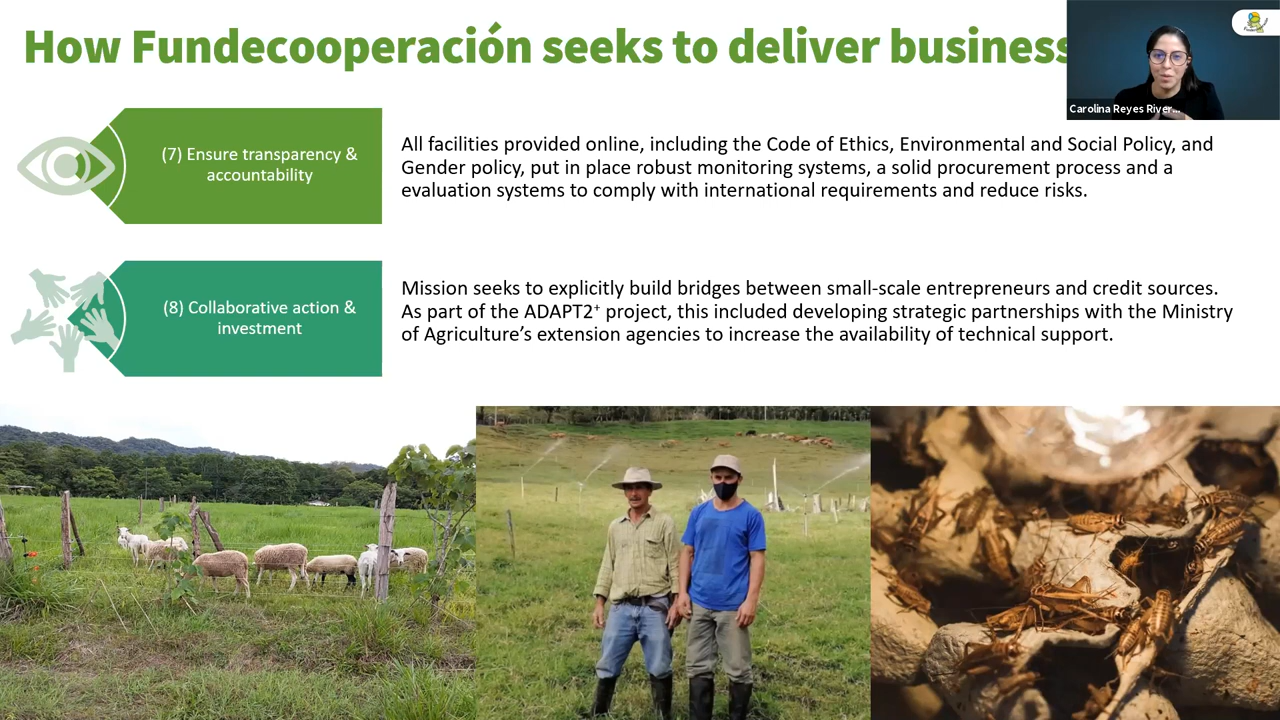 How Fundecooperación seeks to deliver business
Carolina Reyes River...
(7) Ensure transparency &
accountability
All facilities provided online, including the Code of Ethics, Environmental and Social Policy, and
Gender policy, put in place robust monitoring systems, a solid procurement process and a
evaluation systems to comply with international requirements and reduce risks.
(8) Collaborative action &
investment
Mission seeks to explicitly build bridges between small-scale entrepreneurs and credit sources.
As part of the ADAPT2⁺ project, this included developing strategic partnerships with the Ministry
of Agriculture’s extension agencies to increase the availability of technical support.